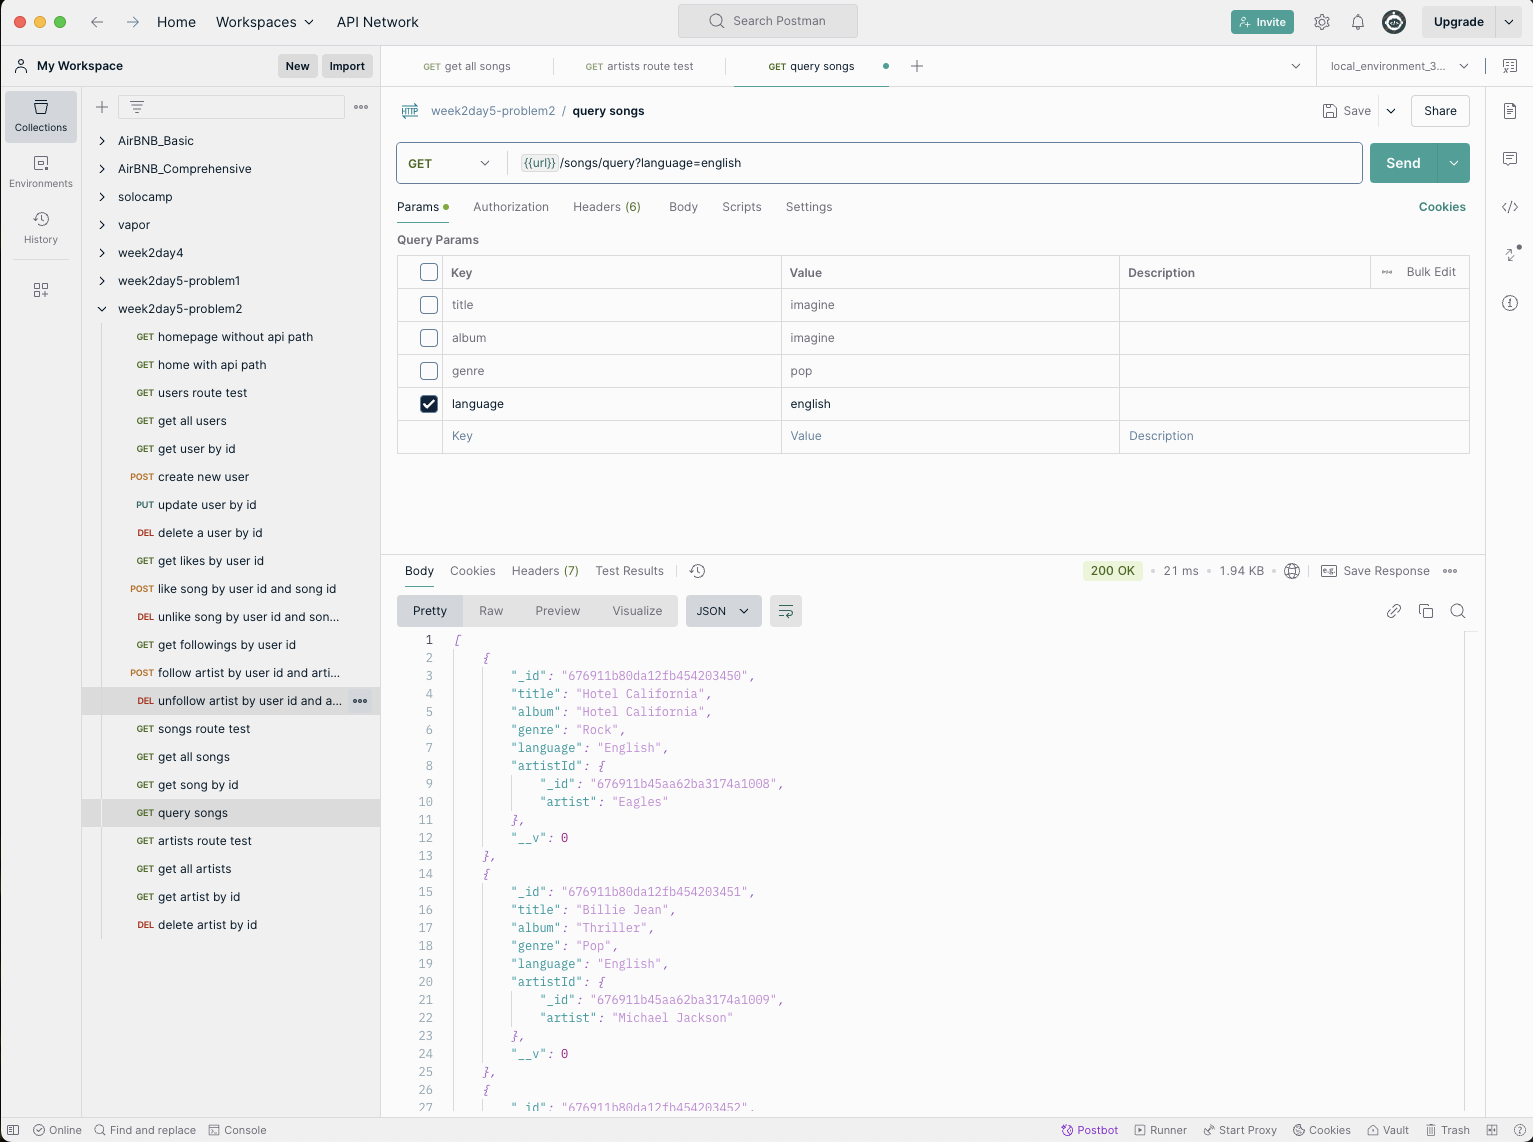 Home Workspaces API Network Search Postman Invite Upgrade
My Workspace New Import GET get all songs GET artists route test GET query songs local_environment_3...
Collections
Environments
History
AirBNB_Basic
AirBNB_Comprehensive
solocamp
vapor
week2day4
week2day5-problem1
week2day5-problem2
GET homepage without api path
GET home with api path
GET users route test
GET get all users
GET get user by id
POST create new user
PUT update user by id
DEL delete a user by id
GET get likes by user id
POST like song by user id and song id
DEL unlike song by user id and son...
GET get followings by user id
POST follow artist by user id and arti...
DEL unfollow artist by user id and a...
GET songs route test
GET get all songs
GET get song by id
GET query songs
GET artists route test
GET get all artists
GET get artist by id
DEL delete artist by id
HTTP week2day5-problem2 / query songs Save Share
GET {{url}}/songs/query?language=english Send
Params Authorization Headers (6) Body Scripts Settings Cookies
Query Params
Key Value Description Bulk Edit
title imagine
album imagine
genre pop
language english
Key Value Description
Body Cookies Headers (7) Test Results 200 OK 21 ms 1.94 KB e.g. Save Response
Pretty Raw Preview Visualize JSON
1 [
2 {
3 "_id": "676911b80da12fb454203450",
4 "title": "Hotel California",
5 "album": "Hotel California",
6 "genre": "Rock",
7 "language": "English",
8 "artistId": {
9 "_id": "676911b45aa62ba3174a1008",
10 "artist": "Eagles"
11 },
12 "__v": 0
13 },
14 {
15 "_id": "676911b80da12fb454203451",
16 "title": "Billie Jean",
17 "album": "Thriller",
18 "genre": "Pop",
19 "language": "English",
20 "artistId": {
21 "_id": "676911b45aa62ba3174a1009",
22 "artist": "Michael Jackson"
23 },
24 "__v": 0
25 },
26 {
27 "_id": "676911b80da12fb454203452",
Online Find and replace Console Postbot Runner Start Proxy Cookies Vault Trash